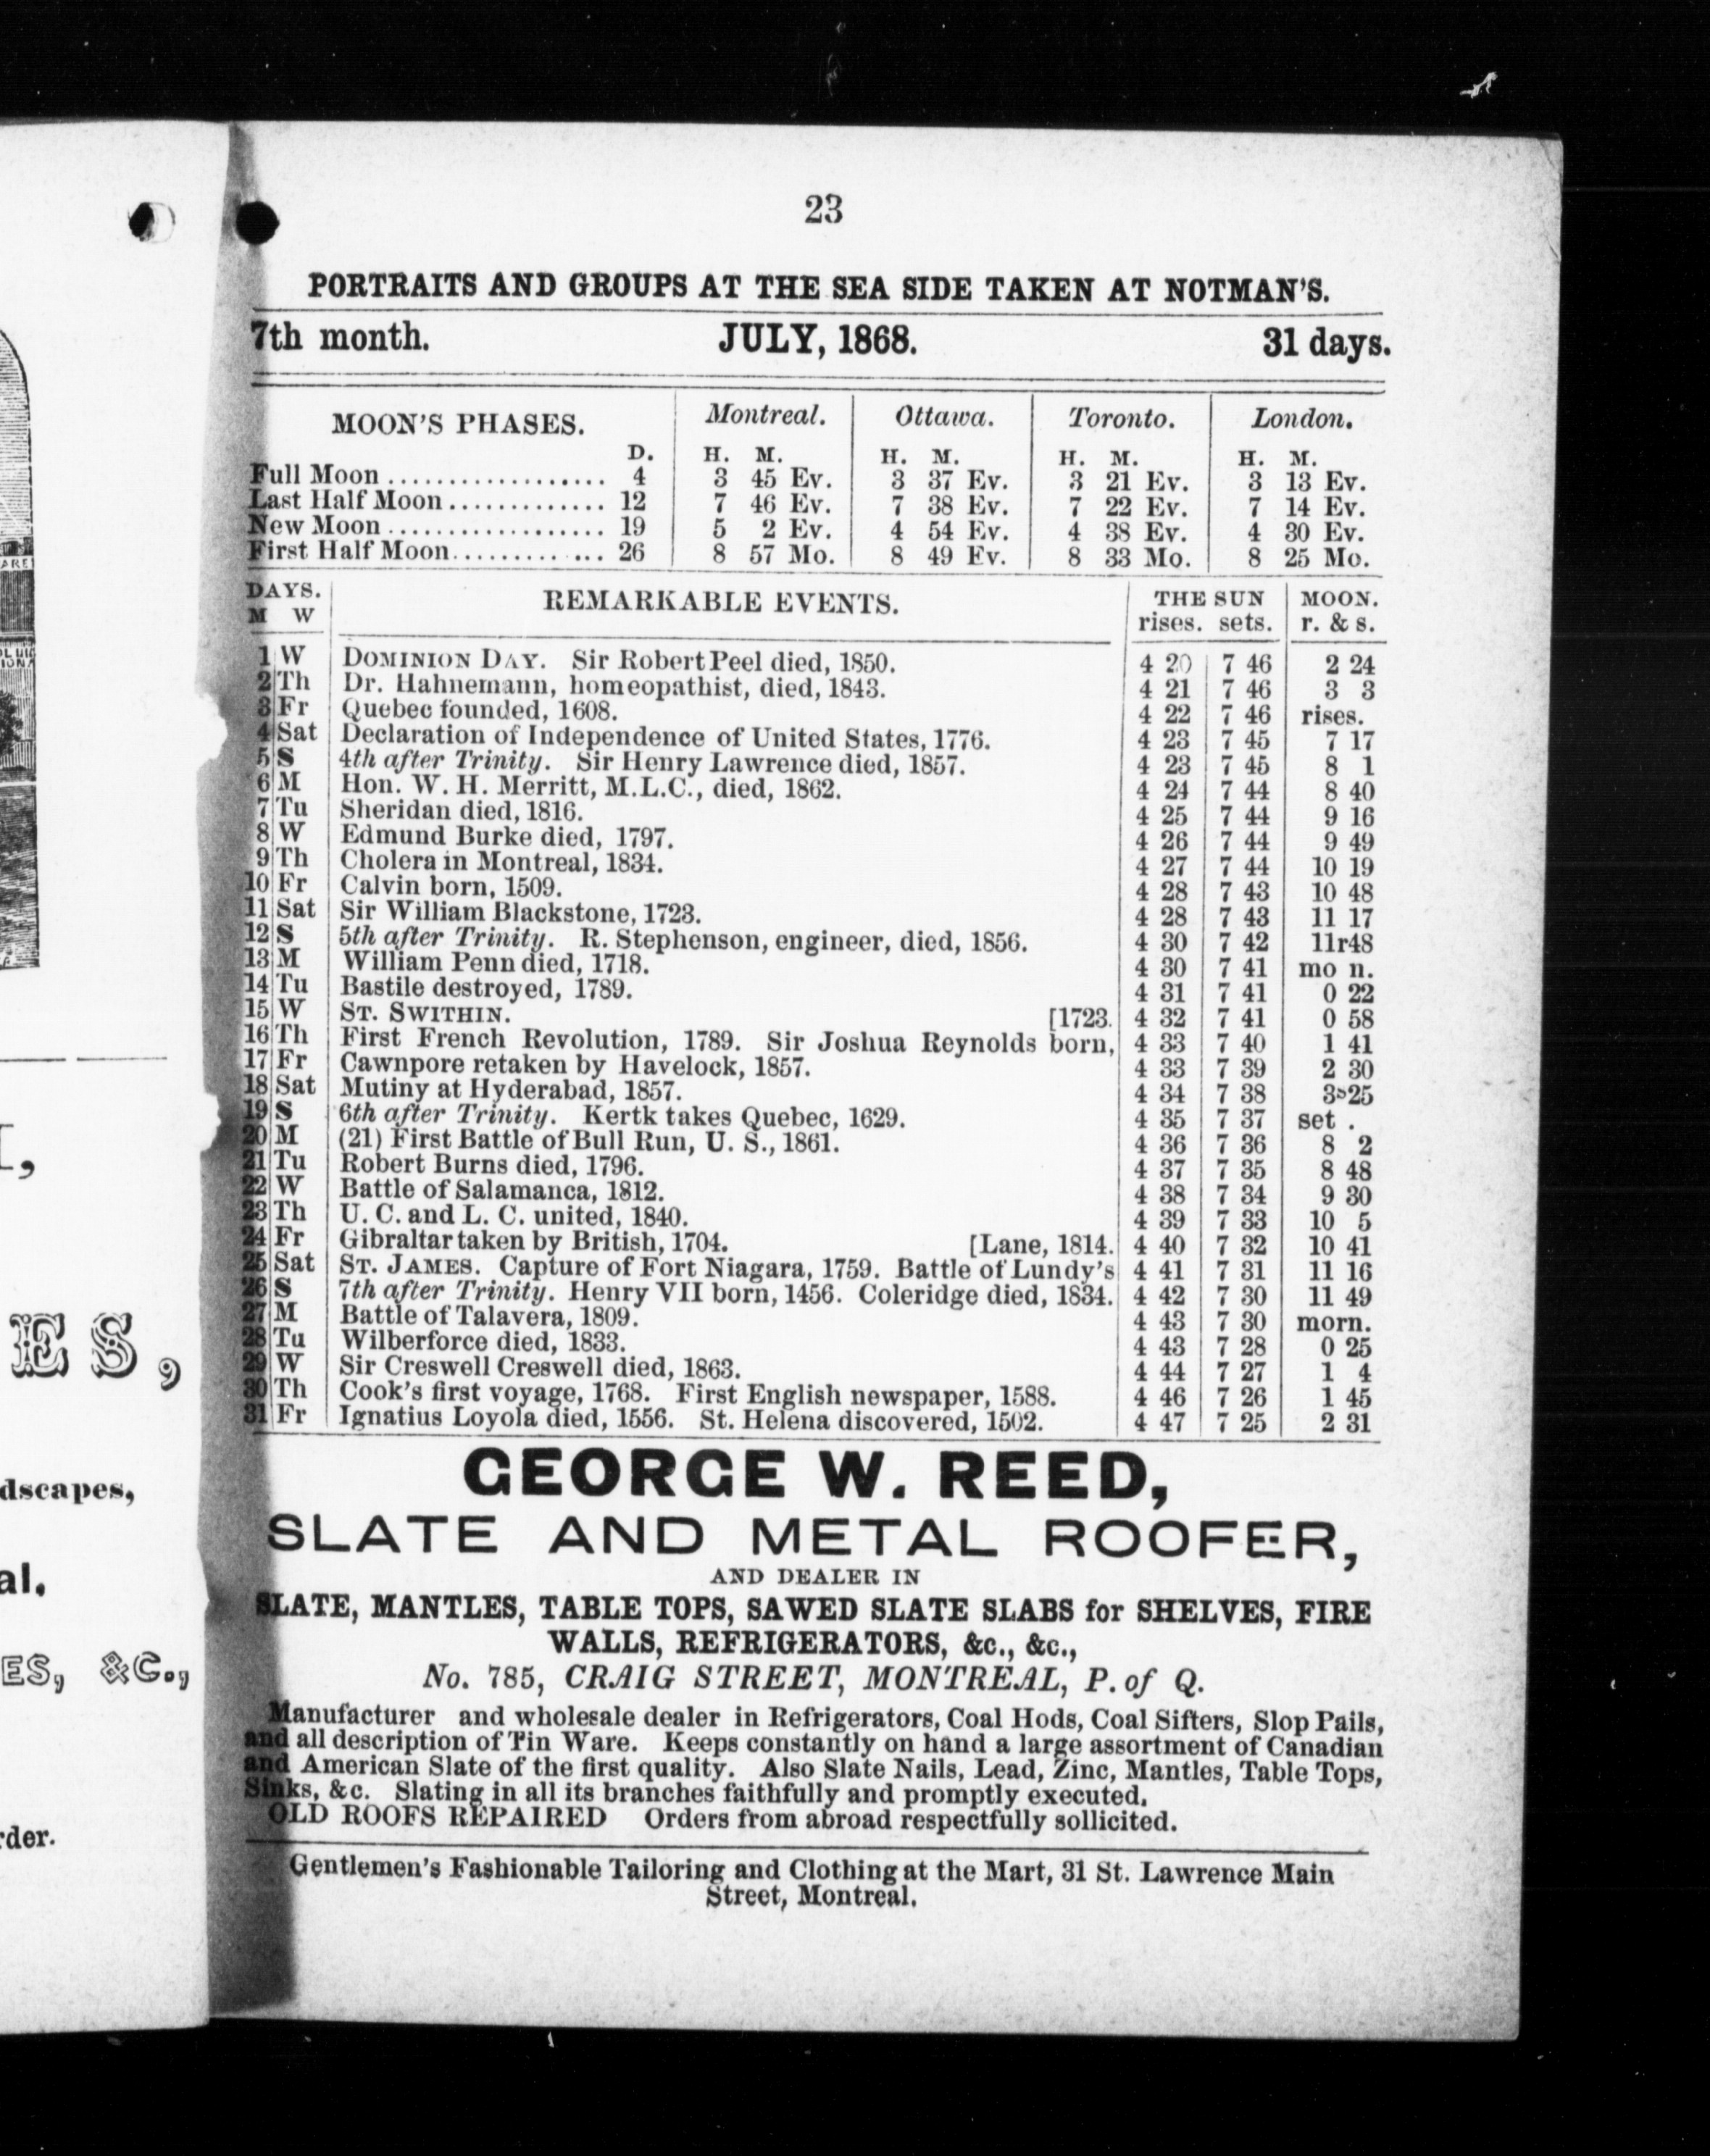 23
PORTRAITS AND GROUPS AT THE SEA SIDE TAKEN AT NOTMAN'S.
7th month. JULY, 1868. 31 days.
MOON'S PHASES. Montreal. Ottawa. Toronto. London.
D. H. M. H. M. H. M. H. M.
Full Moon .................. 4 3 45 Ev. 3 37 Ev. 3 21 Ev. 3 13 Ev.
Last Half Moon ............. 12 7 46 Ev. 7 38 Ev. 7 22 Ev. 7 14 Ev.
New Moon ................. 19 5 2 Ev. 4 54 Ev. 4 38 Ev. 4 30 Ev.
First Half Moon............ 26 8 57 Mo. 8 49 Ev. 8 33 Mo. 8 25 Mo.
DAYS. REMARKABLE EVENTS. THE SUN MOON.
M W rises. sets. r. & s.
1 W DOMINION DAY. Sir Robert Peel died, 1850. 4 20 7 46 2 24
2 Th Dr. Hahnemann, homeopathist, died, 1843. 4 21 7 46 3 3
3 Fr Quebec founded, 1608. 4 22 7 46 rises.
4 Sat Declaration of Independence of United States, 1776. 4 23 7 45 7 17
5 S 4th after Trinity. Sir Henry Lawrence died, 1857. 4 23 7 45 8 1
6 M Hon. W. H. Merritt, M.L.C., died, 1862. 4 24 7 44 8 40
7 Tu Sheridan died, 1816. 4 25 7 44 9 16
8 W Edmund Burke died, 1797. 4 26 7 44 9 49
9 Th Cholera in Montreal, 1834. 4 27 7 44 10 19
10 Fr Calvin born, 1509. 4 28 7 43 10 48
11 Sat Sir William Blackstone, 1723. 4 28 7 43 11 17
12 S 5th after Trinity. R. Stephenson, engineer, died, 1856. 4 30 7 42 11r48
13 M William Penn died, 1718. 4 30 7 41 mo n.
14 Tu Bastile destroyed, 1789. 4 31 7 41 0 22
15 W ST. SWITHIN. [1723. 4 32 7 41 0 58
16 Th First French Revolution, 1789. Sir Joshua Reynolds born, 4 33 7 40 1 41
17 Fr Cawnpore retaken by Havelock, 1857. 4 33 7 39 2 30
18 Sat Mutiny at Hyderabad, 1857. 4 34 7 38 3 25
19 S 6th after Trinity. Kertk takes Quebec, 1629. 4 35 7 37 set .
20 M (21) First Battle of Bull Run, U. S., 1861. 4 36 7 36 8 2
21 Tu Robert Burns died, 1796. 4 37 7 35 8 48
22 W Battle of Salamanca, 1812. 4 38 7 34 9 30
23 Th U. C. and L. C. united, 1840. 4 39 7 33 10 5
24 Fr Gibraltar taken by British, 1704. [Lane, 1814. 4 40 7 32 10 41
25 Sat ST. JAMES. Capture of Fort Niagara, 1759. Battle of Lundy's 4 41 7 31 11 16
26 S 7th after Trinity. Henry VII born, 1456. Coleridge died, 1834. 4 42 7 30 11 49
27 M Battle of Talavera, 1809. 4 43 7 30 morn.
28 Tu Wilberforce died, 1833. 4 43 7 28 0 25
29 W Sir Creswell Creswell died, 1863. 4 44 7 27 1 4
30 Th Cook's first voyage, 1768. First English newspaper, 1588. 4 46 7 26 1 45
31 Fr Ignatius Loyola died, 1556. St. Helena discovered, 1502. 4 47 7 25 2 31
GEORGE W. REED,
SLATE AND METAL ROOFER,
AND DEALER IN
SLATE, MANTLES, TABLE TOPS, SAWED SLATE SLABS for SHELVES, FIRE
WALLS, REFRIGERATORS, &c., &c.,
No. 785, CRAIG STREET, MONTREAL, P. of Q.
Manufacturer and wholesale dealer in Refrigerators, Coal Hods, Coal Sifters, Slop Pails,
and all description of Tin Ware. Keeps constantly on hand a large assortment of Canadian
and American Slate of the first quality. Also Slate Nails, Lead, Zinc, Mantles, Table Tops,
Sinks, &c. Slating in all its branches faithfully and promptly executed.
OLD ROOFS REPAIRED Orders from abroad respectfully sollicited.
Gentlemen's Fashionable Tailoring and Clothing at the Mart, 31 St. Lawrence Main
Street, Montreal.
ES,
dscapes,
al.
ES, &C.,
rder.